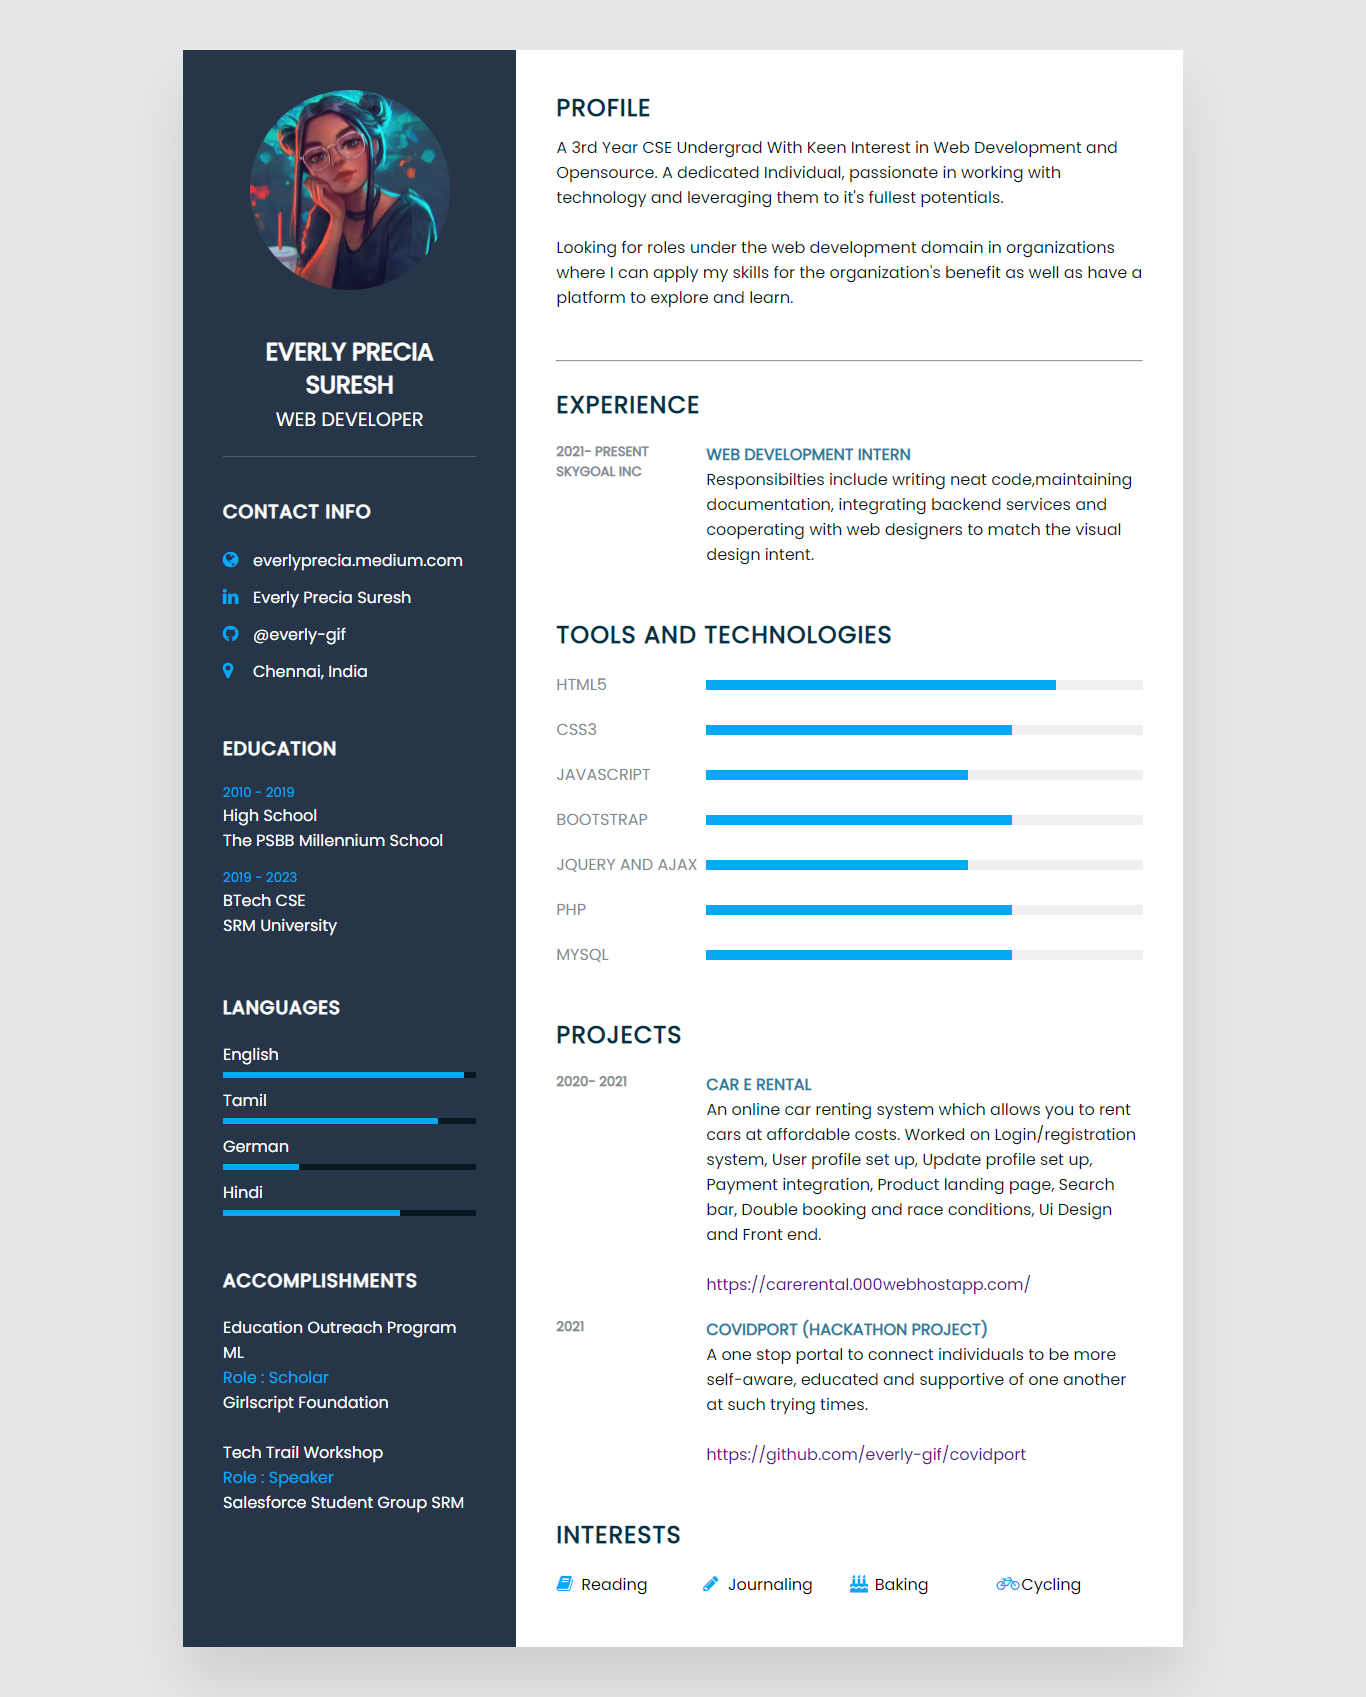 EVERLY PRECIA
SURESH
WEB DEVELOPER
CONTACT INFO
everlyprecia.medium.com
Everly Precia Suresh
@everly-gif
Chennai, India
EDUCATION
2010 - 2019
High School
The PSBB Millennium School
2019 - 2023
BTech CSE
SRM University
LANGUAGES
English
Tamil
German
Hindi
ACCOMPLISHMENTS
Education Outreach Program
ML
Role : Scholar
Girlscript Foundation
Tech Trail Workshop
Role : Speaker
Salesforce Student Group SRM
PROFILE
A 3rd Year CSE Undergrad With Keen Interest in Web Development and
Opensource. A dedicated Individual, passionate in working with
technology and leveraging them to it's fullest potentials.
Looking for roles under the web development domain in organizations
where I can apply my skills for the organization's benefit as well as have a
platform to explore and learn.
EXPERIENCE
2021- PRESENT
SKYGOAL INC
WEB DEVELOPMENT INTERN
Responsibilties include writing neat code,maintaining
documentation, integrating backend services and
cooperating with web designers to match the visual
design intent.
TOOLS AND TECHNOLOGIES
HTML5
CSS3
JAVASCRIPT
BOOTSTRAP
JQUERY AND AJAX
PHP
MYSQL
PROJECTS
2020- 2021
CAR E RENTAL
An online car renting system which allows you to rent
cars at affordable costs. Worked on Login/registration
system, User profile set up, Update profile set up,
Payment integration, Product landing page, Search
bar, Double booking and race conditions, Ui Design
and Front end.
https://carerental.000webhostapp.com/
2021
COVIDPORT (HACKATHON PROJECT)
A one stop portal to connect individuals to be more
self-aware, educated and supportive of one another
at such trying times.
https://github.com/everly-gif/covidport
INTERESTS
Reading Journaling Baking Cycling